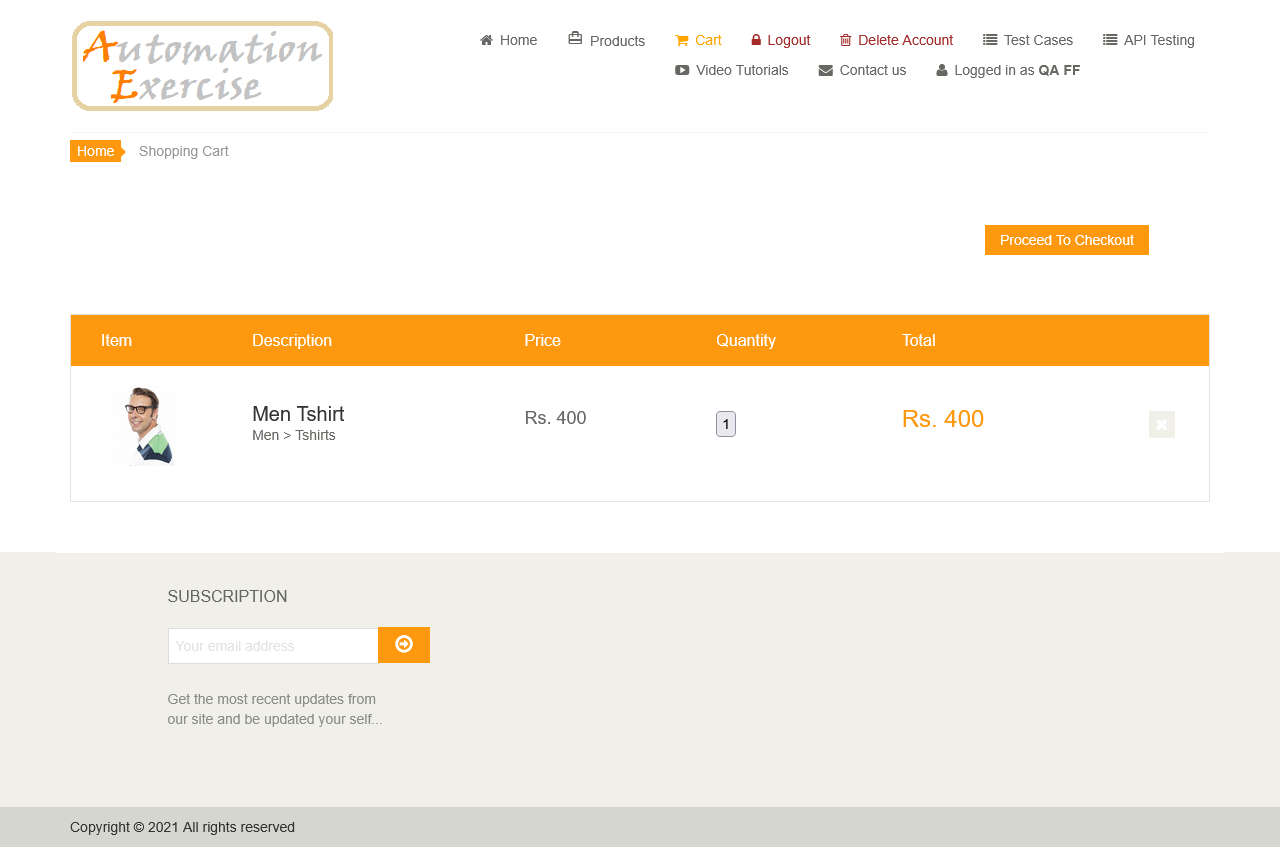 Automation
Exercise
Home Products Cart Logout Delete Account Test Cases API Testing
Video Tutorials Contact us Logged in as QA FF
Home Shopping Cart
Proceed To Checkout
Item Description Price Quantity Total
Men Tshirt Rs. 400 1 Rs. 400
Men > Tshirts
SUBSCRIPTION
Your email address
Get the most recent updates from
our site and be updated your self...
Copyright © 2021 All rights reserved